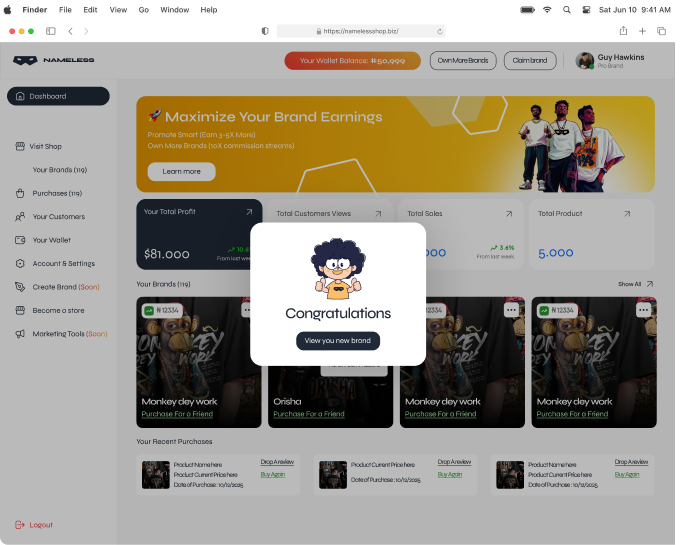 Finder File Edit View Go Window Help
Sat Jun 10 9:41 AM
https://namelessshop.biz/
NAMELESS
Your Wallet Balance: ₦50,999
Own More Brands
Claim brand
Guy Hawkins
Pro Brand
Dashboard
Visit Shop
Your Brands (119)
Purchases (119)
Your Customers
Your Wallet
Account & Settings
Create Brand (Soon)
Become a store
Marketing Tools (Soon)
Logout
🚀 Maximize Your Brand Earnings
Promote Smart (Earn 3-5X More)
Own More Brands (10X commission streams)
Learn more
Your Total Profit
$81.000
10.6
From last week
Total Customers Views
Total Sales
000
3.6%
From last week
Total Product
5.000
Congratulations
View you new brand
Your Brands (119)
Show All
₦ 12334
Monkey dey work
Purchase For a Friend
Orisha
Purchase For a Friend
₦ 12334
Monkey dey work
Purchase For a Friend
₦ 12334
Monkey dey work
Purchase For a Friend
Your Recent Purchases
Product Name here
Product Current Price here
Date of Purchase : 10/12/2025
Drop A review
Buy Again
Product Current Price here
Date of Purchase : 10/12/2025
Drop A review
Buy Again
Product Name here
Product Current Price here
Date of Purchase : 10/12/2025
Drop A review
Buy Again